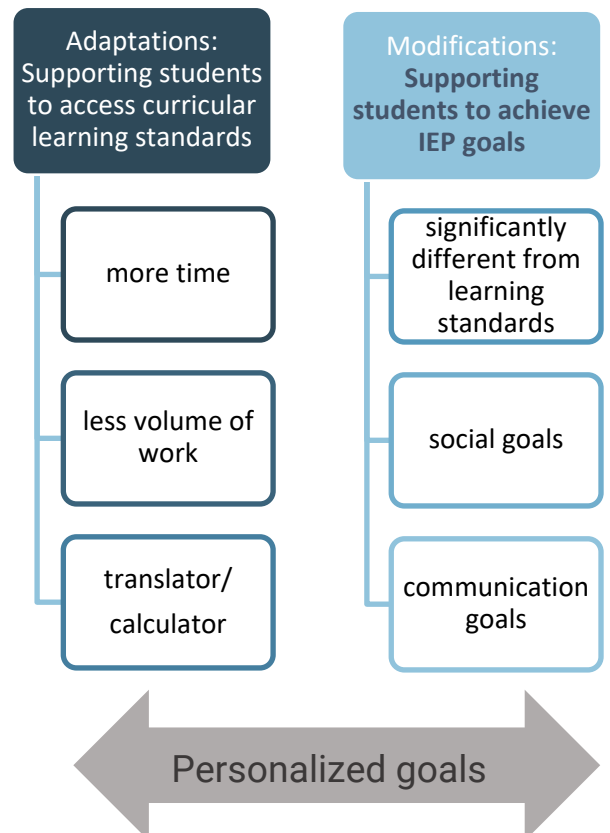 Adaptations:
Supporting students
to access curricular
learning standards
more time
less volume of
work
translator/
calculator
Modifications:
Supporting
students to achieve
IEP goals
significantly
different from
learning
standards
social goals
communication
goals
Personalized goals